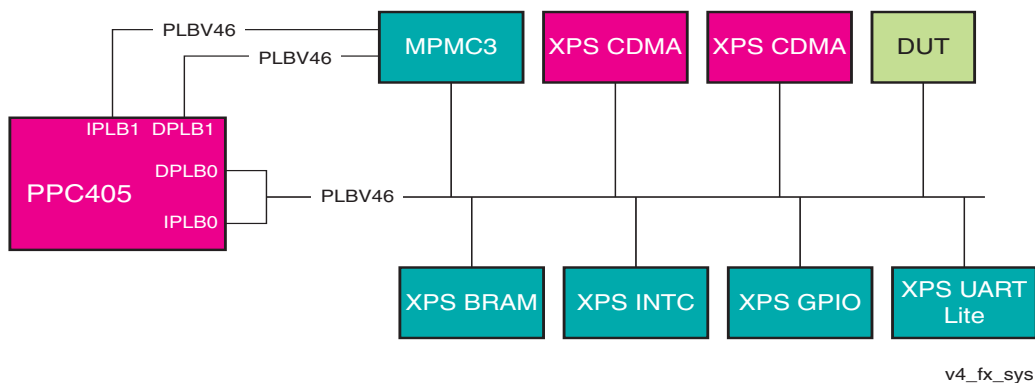 PLBV46
MPMC3
XPS CDMA
XPS CDMA
DUT
PLBV46
IPLB1 DPLB1
DPLB0
PPC405
PLBV46
IPLB0
XPS BRAM
XPS INTC
XPS GPIO
XPS UART
Lite
v4_fx_sys